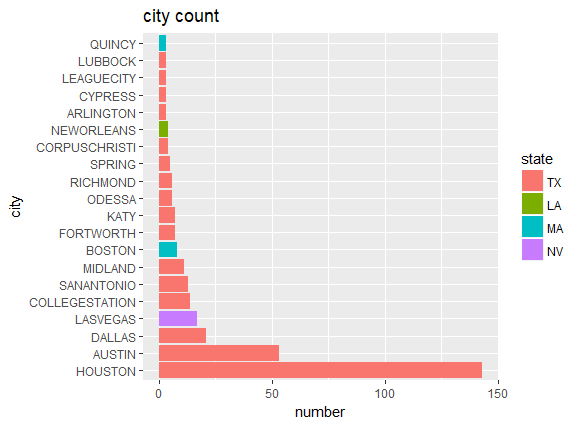 city count
QUINCY
LUBBOCK
LEAGUECITY
CYPRESS
ARLINGTON
NEWORLEANS
CORPUSCHRISTI
SPRING
RICHMOND
ODESSA
KATY
FORTWORTH
BOSTON
MIDLAND
SANANTONIO
COLLEGESTATION
LASVEGAS
DALLAS
AUSTIN
HOUSTON
city
0 50 100 150
number
state
TX
LA
MA
NV